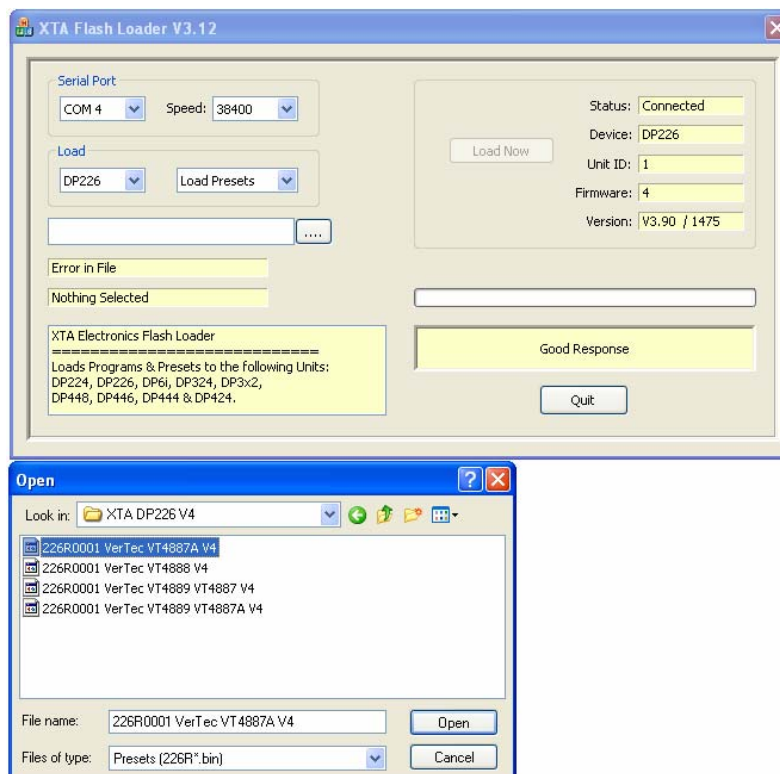 XTA Flash Loader V3.12
Serial Port
COM 4 Speed: 38400
Load
DP226 Load Presets
....
Error in File
Nothing Selected
XTA Electronics Flash Loader
=============================
Loads Programs & Presets to the following Units:
DP224, DP226, DP6i, DP324, DP3x2,
DP448, DP446, DP444 & DP424.
Load Now
Status: Connected
Device: DP226
Unit ID: 1
Firmware: 4
Version: V3.90 / 1475
Good Response
Quit
Open
Look in: XTA DP226 V4
226R0001 VerTec VT4887A V4
226R0001 VerTec VT4888 V4
226R0001 VerTec VT4889 VT4887 V4
226R0001 VerTec VT4889 VT4887A V4
File name: 226R0001 VerTec VT4887A V4 Open
Files of type: Presets (226R*.bin) Cancel